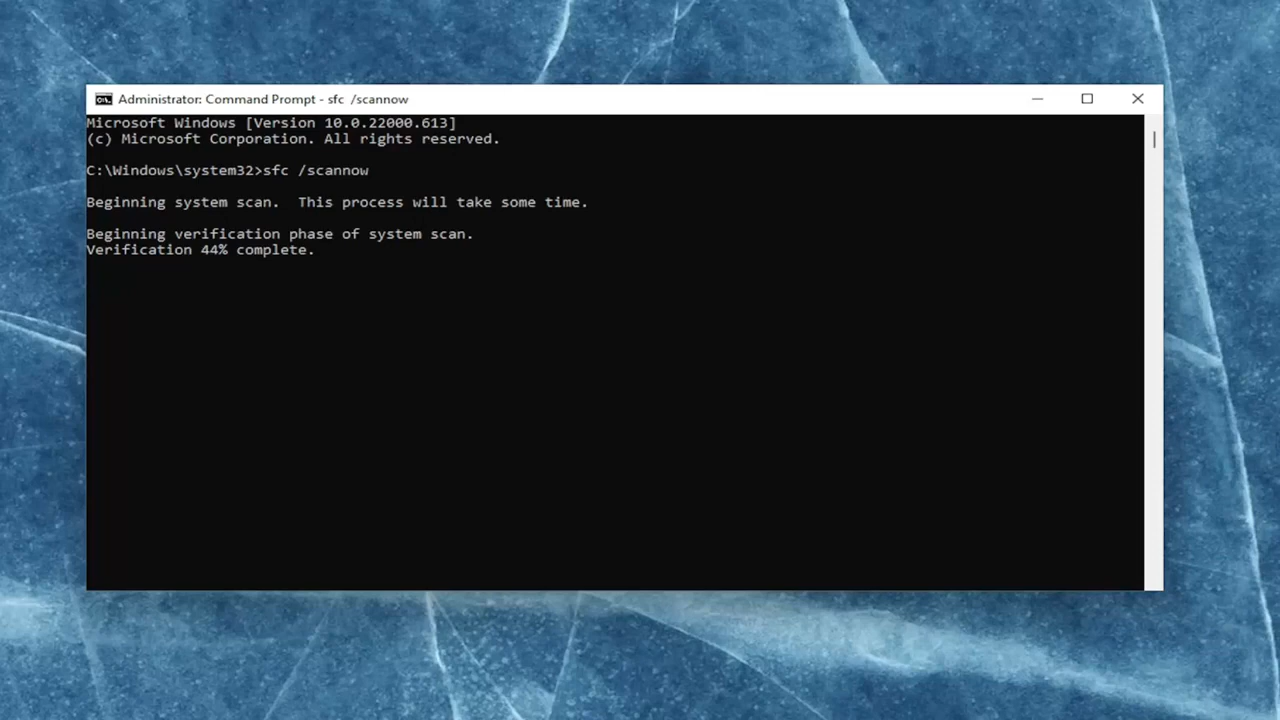 Administrator: Command Prompt - sfc  /scannow
Microsoft Windows [Version 10.0.22000.613]
(c) Microsoft Corporation. All rights reserved.
C:\Windows\system32>sfc /scannow
Beginning system scan.  This process will take some time.
Beginning verification phase of system scan.
Verification 44% complete.